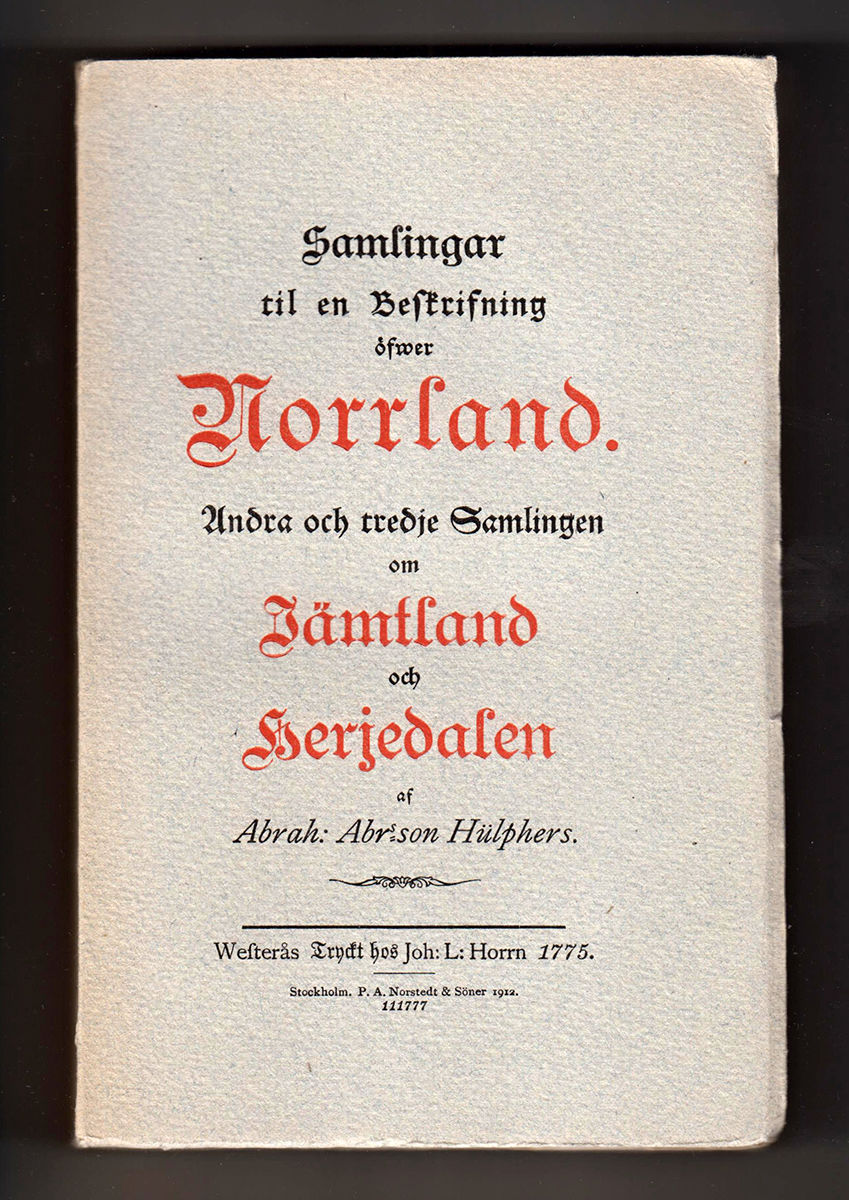 Samlingar
til en Beſkrifning
öfwer
Norrland.
Andra och tredje Samlingen
om
Jämtland
och
Herjedalen
af
Abrah: Abrs:son Hülphers.
Weſterås Tryckt hos Joh: L: Horrn 1775.
Stockholm. P. A. Norstedt & Söner 1912.
111777